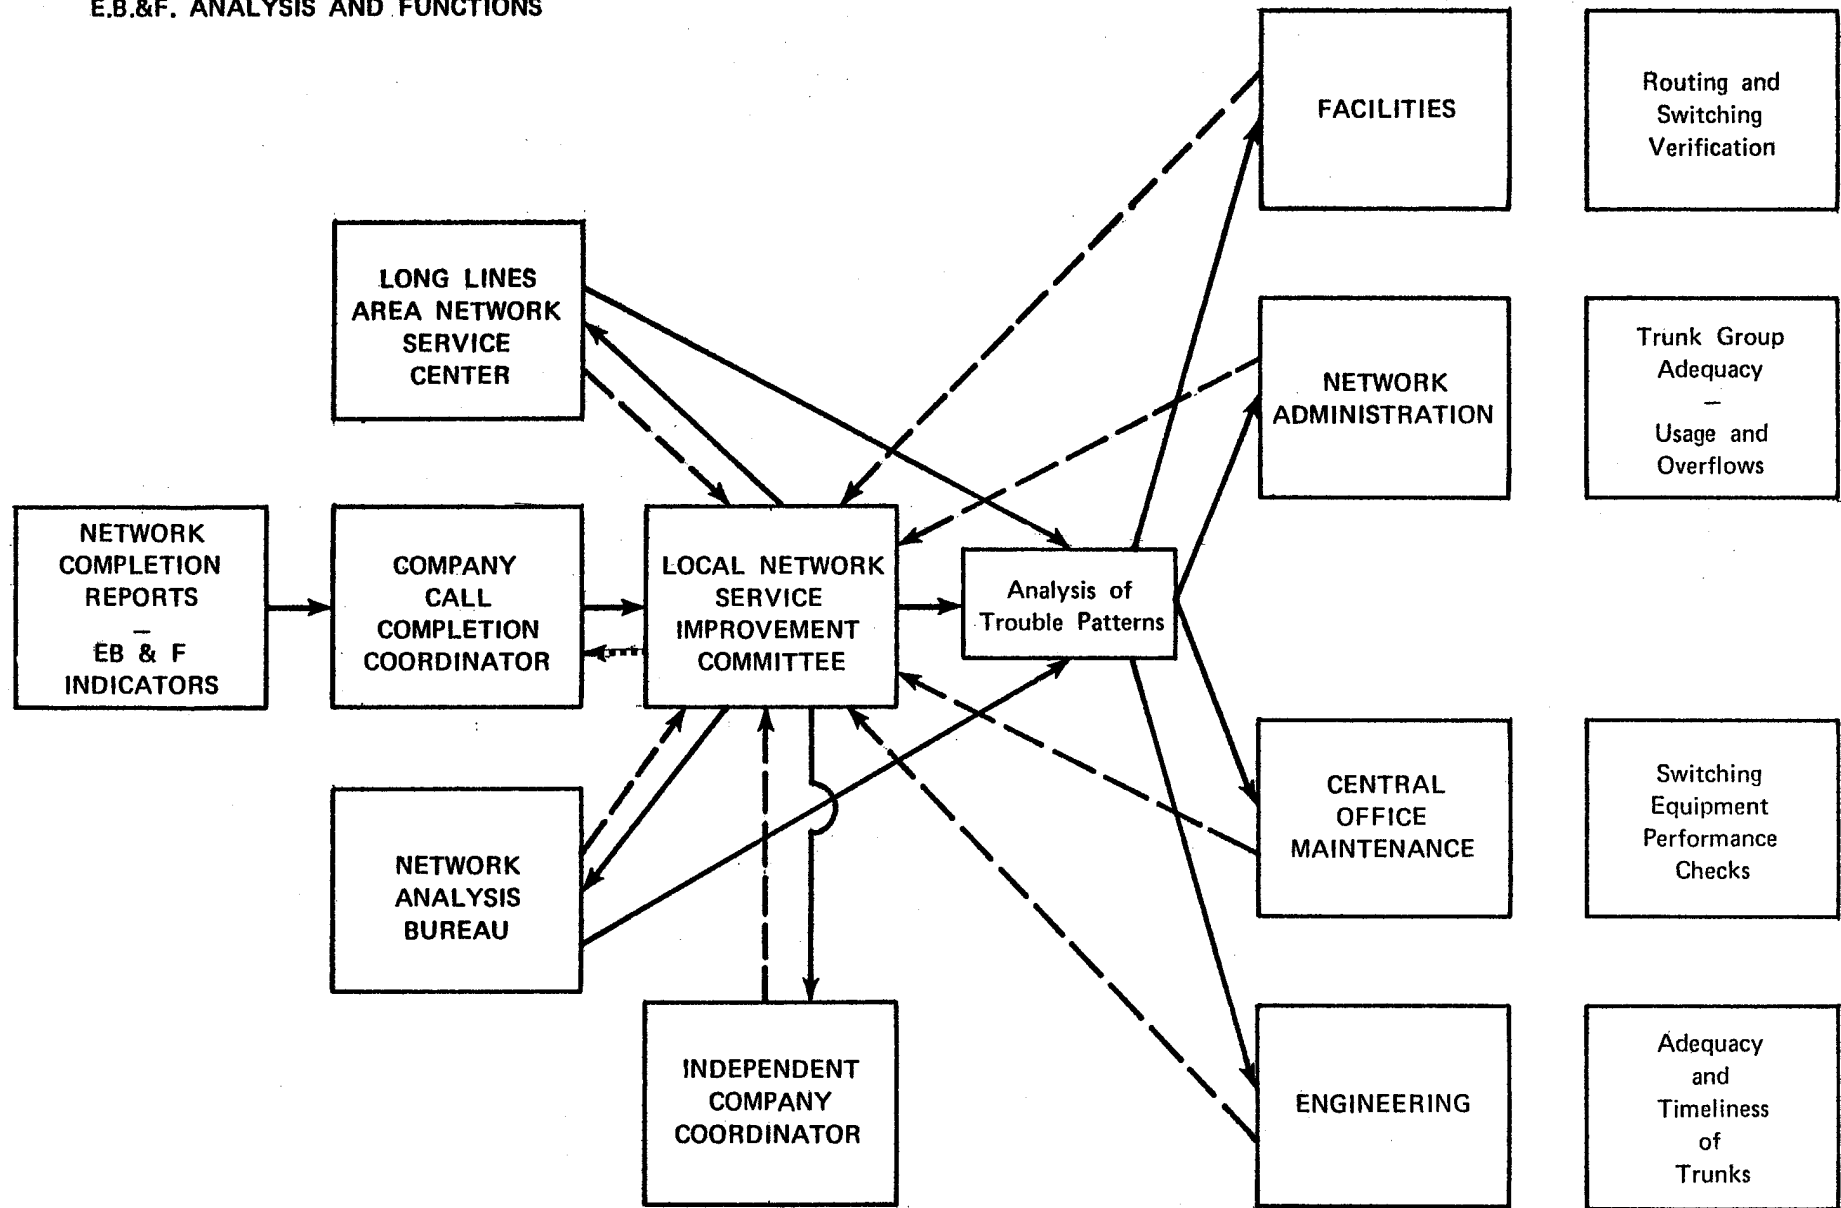 E.B.&F. ANALYSIS AND FUNCTIONS
FACILITIES
Routing and
Switching
Verification
LONG LINES
AREA NETWORK
SERVICE
CENTER
NETWORK
ADMINISTRATION
Trunk Group
Adequacy
—
Usage and
Overflows
NETWORK
COMPLETION
REPORTS
—
EB & F
INDICATORS
COMPANY
CALL
COMPLETION
COORDINATOR
LOCAL NETWORK
SERVICE
IMPROVEMENT
COMMITTEE
Analysis of
Trouble Patterns
CENTRAL
OFFICE
MAINTENANCE
Switching
Equipment
Performance
Checks
NETWORK
ANALYSIS
BUREAU
INDEPENDENT
COMPANY
COORDINATOR
ENGINEERING
Adequacy
and
Timeliness
of
Trunks